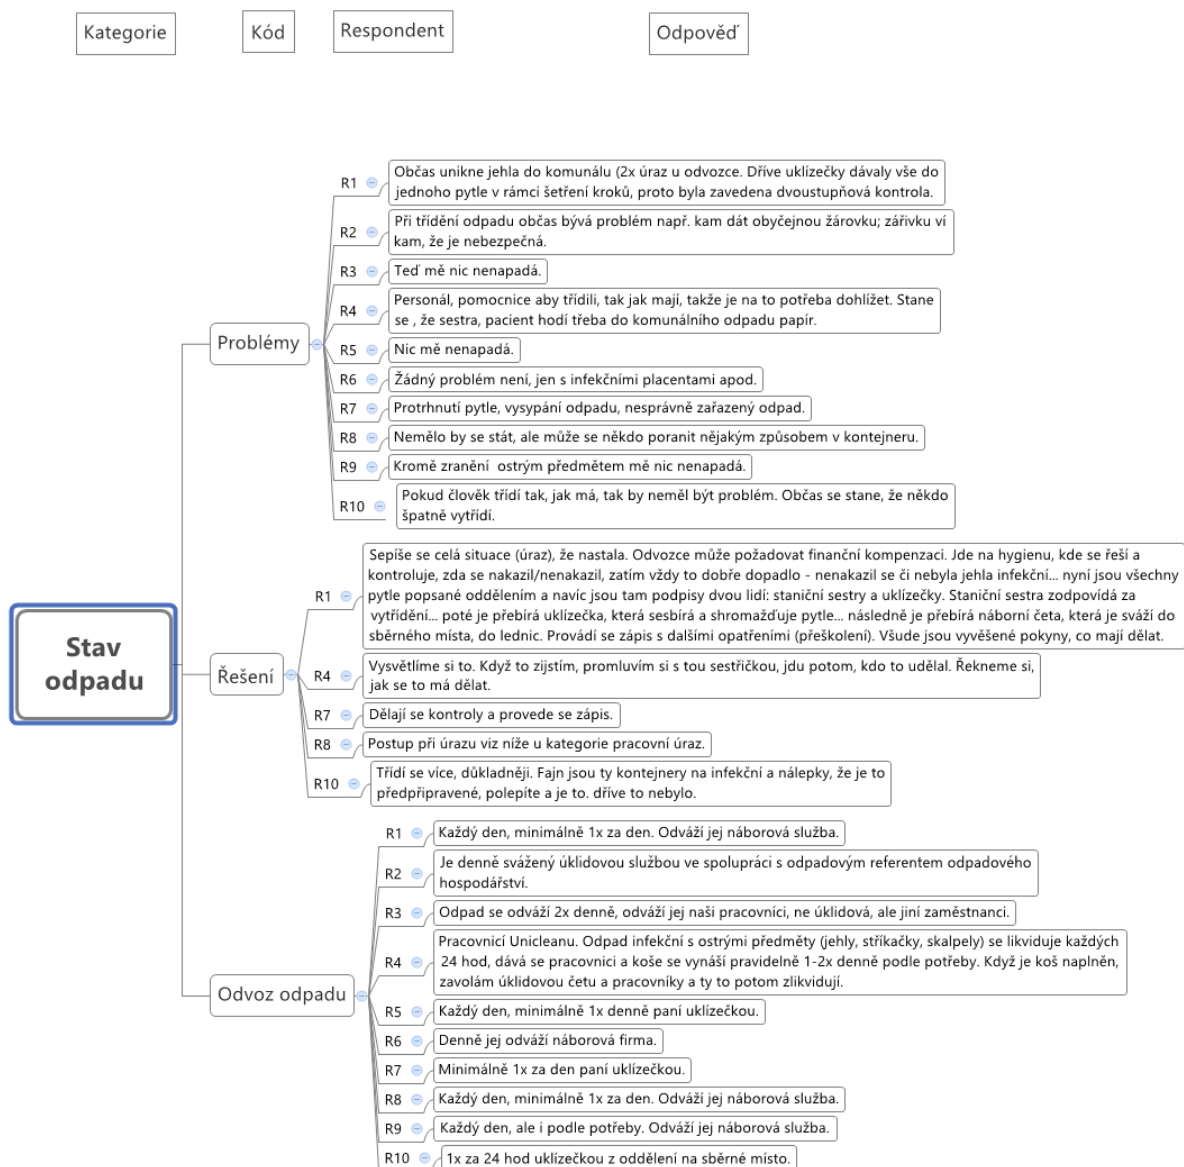 Kategorie
Kód
Respondent
Odpověď
Stav
odpadu
Problémy
R1
Občas unikne jehla do komunálu (2x úraz u odvozce. Dříve uklízečky dávaly vše do
jednoho pytle v rámci šetření kroků, proto byla zavedena dvoustupňová kontrola.
R2
Při třídění odpadu občas bývá problém např. kam dát obyčejnou žárovku; zářivku ví
kam, že je nebezpečná.
R3
Teď mě nic nenapadá.
R4
Personál, pomocnice aby třídili, tak jak mají, takže je na to potřeba dohlížet. Stane
se , že sestra, pacient hodí třeba do komunálního odpadu papír.
R5
Nic mě nenapadá.
R6
Žádný problém není, jen s infekčními placentami apod.
R7
Protrhnutí pytle, vysypání odpadu, nesprávně zařazený odpad.
R8
Nemělo by se stát, ale může se někdo poranit nějakým způsobem v kontejneru.
R9
Kromě zranění  ostrým předmětem mě nic nenapadá.
R10
Pokud člověk třídí tak, jak má, tak by neměl být problém. Občas se stane, že někdo
špatně vytřídí.
Řešení
R1
Sepíše se celá situace (úraz), že nastala. Odvozce může požadovat finanční kompenzaci. Jde na hygienu, kde se řeší a
kontroluje, zda se nakazil/nenakazil, zatím vždy to dobře dopadlo - nenakazil se či nebyla jehla infekční... nyní jsou všechny
pytle popsané oddělením a navíc jsou tam podpisy dvou lidí: staniční sestry a uklízečky. Staniční sestra zodpovídá za
vytřídění... poté je přebírá uklízečka, která sesbírá a shromažďuje pytle... následně je přebírá náborní četa, která je sváží do
sběrného místa, do lednic. Provádí se zápis s dalšími opatřeními (přeškolení). Všude jsou vyvěšené pokyny, co mají dělat.
R4
Vysvětlíme si to. Když to zijstím, promluvím si s tou sestřičkou, jdu potom, kdo to udělal. Řekneme si,
jak se to má dělat.
R7
Dělají se kontroly a provede se zápis.
R8
Postup při úrazu viz níže u kategorie pracovní úraz.
R10
Třídí se více, důkladněji. Fajn jsou ty kontejnery na infekční a nálepky, že je to
předpřipravené, polepíte a je to. dříve to nebylo.
Odvoz odpadu
R1
Každý den, minimálně 1x za den. Odváží jej náborová služba.
R2
Je denně svážený úklidovou službou ve spolupráci s odpadovým referentem odpadového
hospodářství.
R3
Odpad se odváží 2x denně, odváží jej naši pracovníci, ne úklidová, ale jiní zaměstnanci.
R4
Pracovnicí Unicleanu. Odpad infekční s ostrými předměty (jehly, stříkačky, skalpely) se likviduje každých
24 hod, dává se pracovnici a koše se vynáší pravidelně 1-2x denně podle potřeby. Když je koš naplněn,
zavolám úklidovou četu a pracovníky a ty to potom zlikvidují.
R5
Každý den, minimálně 1x denně paní uklízečkou.
R6
Denně jej odváží náborová firma.
R7
Minimálně 1x za den paní uklízečkou.
R8
Každý den, minimálně 1x za den. Odváží jej náborová služba.
R9
Každý den, ale i podle potřeby. Odváží jej náborová služba.
R10
1x za 24 hod uklízečkou z oddělení na sběrné místo.